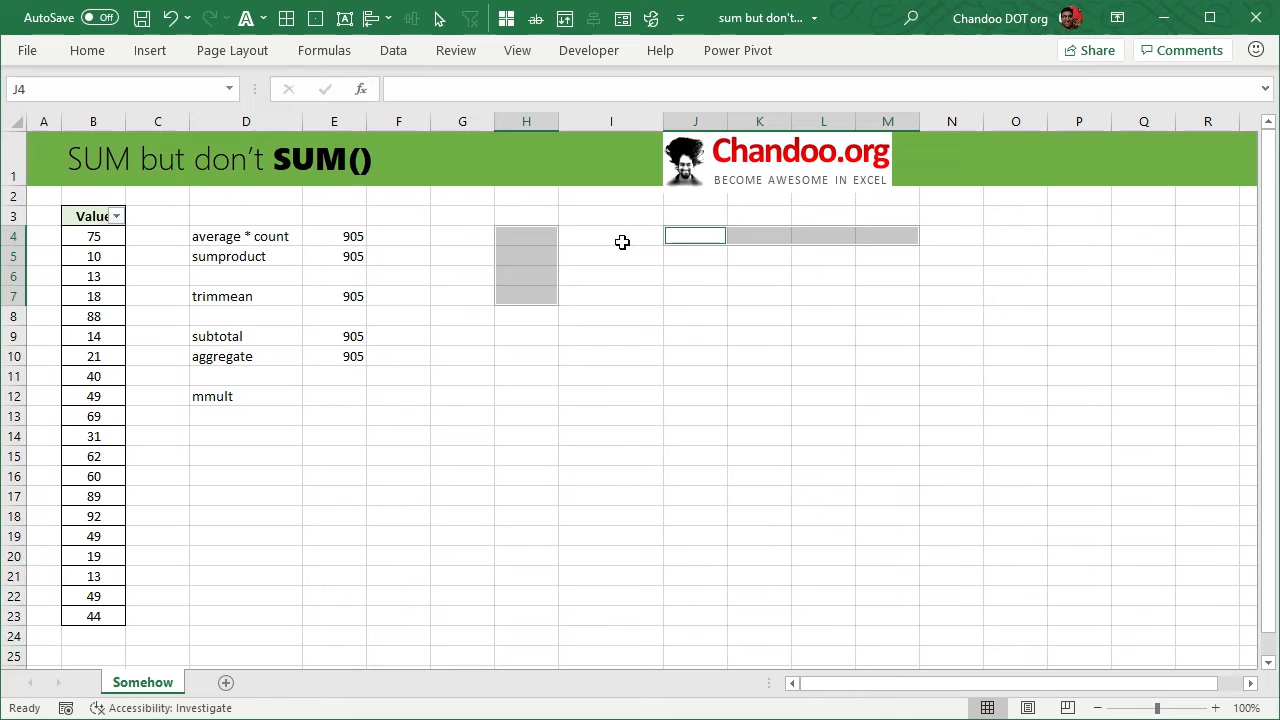 AutoSave Off sum but don't... Chandoo DOT org
File Home Insert Page Layout Formulas Data Review View Developer Help Power Pivot Share Comments
J4 fx
A B C D E F G H I J K L M N O P Q R
1 SUM but don't SUM() Chandoo.org
BECOME AWESOME IN EXCEL
2
3 Value
4 75 average * count 905
5 10 sumproduct 905
6 13
7 18 trimmean 905
8 88
9 14 subtotal 905
10 21 aggregate 905
11 40
12 49 mmult
13 69
14 31
15 62
16 60
17 89
18 92
19 49
20 19
21 13
22 49
23 44
24
25
Somehow
Ready Accessibility: Investigate 100%